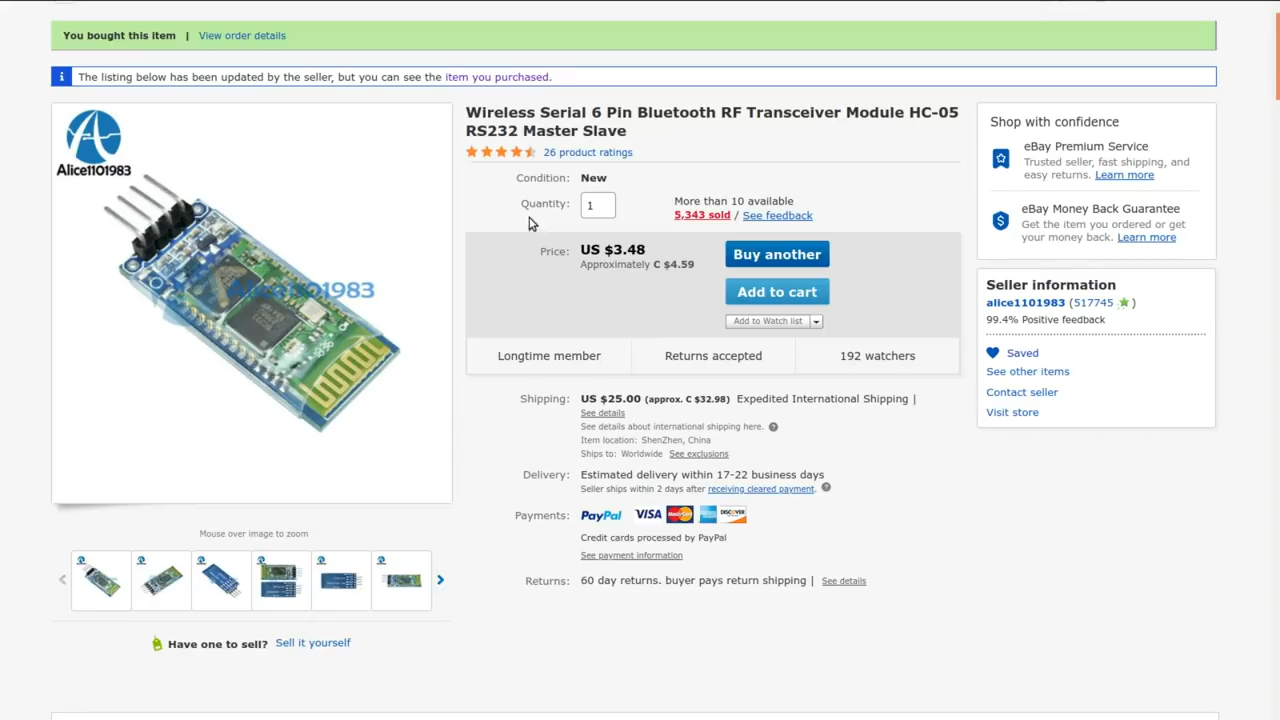 You bought this item | View order details
i The listing below has been updated by the seller, but you can see the item you purchased.
Alice1101983
Alice1101983
Mouse over image to zoom
Have one to sell? Sell it yourself
Wireless Serial 6 Pin Bluetooth RF Transceiver Module HC-05
RS232 Master Slave
26 product ratings
Condition: New
Quantity: 1
More than 10 available
5,343 sold / See feedback
Price: US $3.48
Approximately C $4.59
Buy another
Add to cart
Add to Watch list
Longtime member Returns accepted 192 watchers
Shipping: US $25.00 (approx. C $32.98) Expedited International Shipping |
See details
See details about international shipping here. ?
Item location: ShenZhen, China
Ships to: Worldwide See exclusions
Delivery: Estimated delivery within 17-22 business days
Seller ships within 2 days after receiving cleared payment. ?
Payments: PayPal VISA MasterCard DISCOVER
Credit cards processed by PayPal
See payment information
Returns: 60 day returns. buyer pays return shipping | See details
Shop with confidence
eBay Premium Service
Trusted seller, fast shipping, and
easy returns. Learn more
eBay Money Back Guarantee
Get the item you ordered or get
your money back. Learn more
Seller information
alice1101983 (517745 )
99.4% Positive feedback
Saved
See other items
Contact seller
Visit store